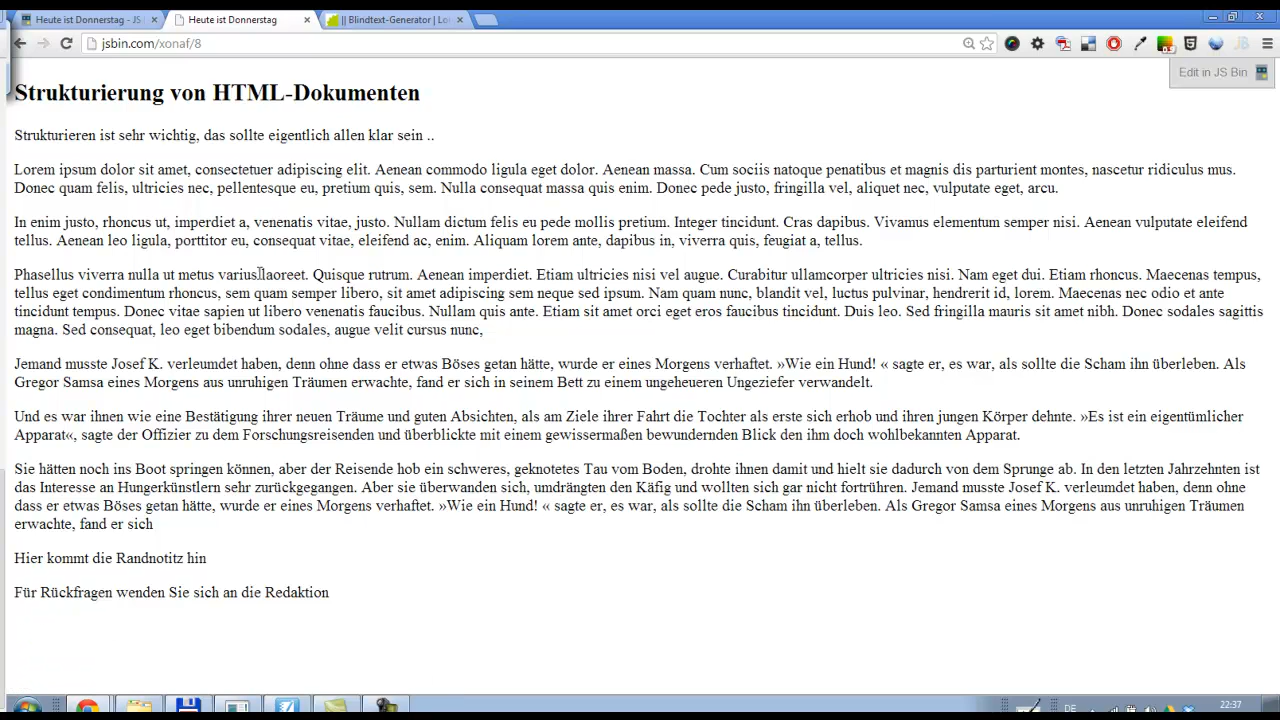 Heute ist Donnerstag - JS
Heute ist Donnerstag
|| Blindtext-Generator | Lo
jsbin.com/xonaf/8
Edit in JS Bin
Strukturierung von HTML-Dokumenten
Strukturieren ist sehr wichtig, das sollte eigentlich allen klar sein ..
Lorem ipsum dolor sit amet, consectetuer adipiscing elit. Aenean commodo ligula eget dolor. Aenean massa. Cum sociis natoque penatibus et magnis dis parturient montes, nascetur ridiculus mus.
Donec quam felis, ultricies nec, pellentesque eu, pretium quis, sem. Nulla consequat massa quis enim. Donec pede justo, fringilla vel, aliquet nec, vulputate eget, arcu.
In enim justo, rhoncus ut, imperdiet a, venenatis vitae, justo. Nullam dictum felis eu pede mollis pretium. Integer tincidunt. Cras dapibus. Vivamus elementum semper nisi. Aenean vulputate eleifend
tellus. Aenean leo ligula, porttitor eu, consequat vitae, eleifend ac, enim. Aliquam lorem ante, dapibus in, viverra quis, feugiat a, tellus.
Phasellus viverra nulla ut metus varius laoreet. Quisque rutrum. Aenean imperdiet. Etiam ultricies nisi vel augue. Curabitur ullamcorper ultricies nisi. Nam eget dui. Etiam rhoncus. Maecenas tempus,
tellus eget condimentum rhoncus, sem quam semper libero, sit amet adipiscing sem neque sed ipsum. Nam quam nunc, blandit vel, luctus pulvinar, hendrerit id, lorem. Maecenas nec odio et ante
tincidunt tempus. Donec vitae sapien ut libero venenatis faucibus. Nullam quis ante. Etiam sit amet orci eget eros faucibus tincidunt. Duis leo. Sed fringilla mauris sit amet nibh. Donec sodales sagittis
magna. Sed consequat, leo eget bibendum sodales, augue velit cursus nunc,
Jemand musste Josef K. verleumdet haben, denn ohne dass er etwas Böses getan hätte, wurde er eines Morgens verhaftet. »Wie ein Hund! « sagte er, es war, als sollte die Scham ihn überleben. Als
Gregor Samsa eines Morgens aus unruhigen Träumen erwachte, fand er sich in seinem Bett zu einem ungeheueren Ungeziefer verwandelt.
Und es war ihnen wie eine Bestätigung ihrer neuen Träume und guten Absichten, als am Ziele ihrer Fahrt die Tochter als erste sich erhob und ihren jungen Körper dehnte. »Es ist ein eigentümlicher
Apparat«, sagte der Offizier zu dem Forschungsreisenden und überblickte mit einem gewissermaßen bewundernden Blick den ihm doch wohlbekannten Apparat.
Sie hätten noch ins Boot springen können, aber der Reisende hob ein schweres, geknotetes Tau vom Boden, drohte ihnen damit und hielt sie dadurch von dem Sprunge ab. In den letzten Jahrzehnten ist
das Interesse an Hungerkünstlern sehr zurückgegangen. Aber sie überwanden sich, umdrängten den Käfig und wollten sich gar nicht fortrühren. Jemand musste Josef K. verleumdet haben, denn ohne
dass er etwas Böses getan hätte, wurde er eines Morgens verhaftet. »Wie ein Hund! « sagte er, es war, als sollte die Scham ihn überleben. Als Gregor Samsa eines Morgens aus unruhigen Träumen
erwachte, fand er sich
Hier kommt die Randnotitz hin
Für Rückfragen wenden Sie sich an die Redaktion
DE
22:37